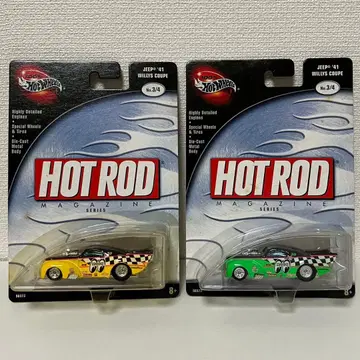 Hot Wheels
JEEP® '41
WILLYS COUPE
No. 3/4
Highly Detailed
Engines
•
Special Wheels
& Tires
•
Die-Cast
Metal
Body
HOT ROD
MAGAZINE
SERIES
8+
Hot Wheels
JEEP® '41
WILLYS COUPE
No. 3/4
Highly Detailed
Engines
•
Special Wheels
& Tires
•
Die-Cast
Metal
Body
HOT ROD
MAGAZINE
SERIES
8+